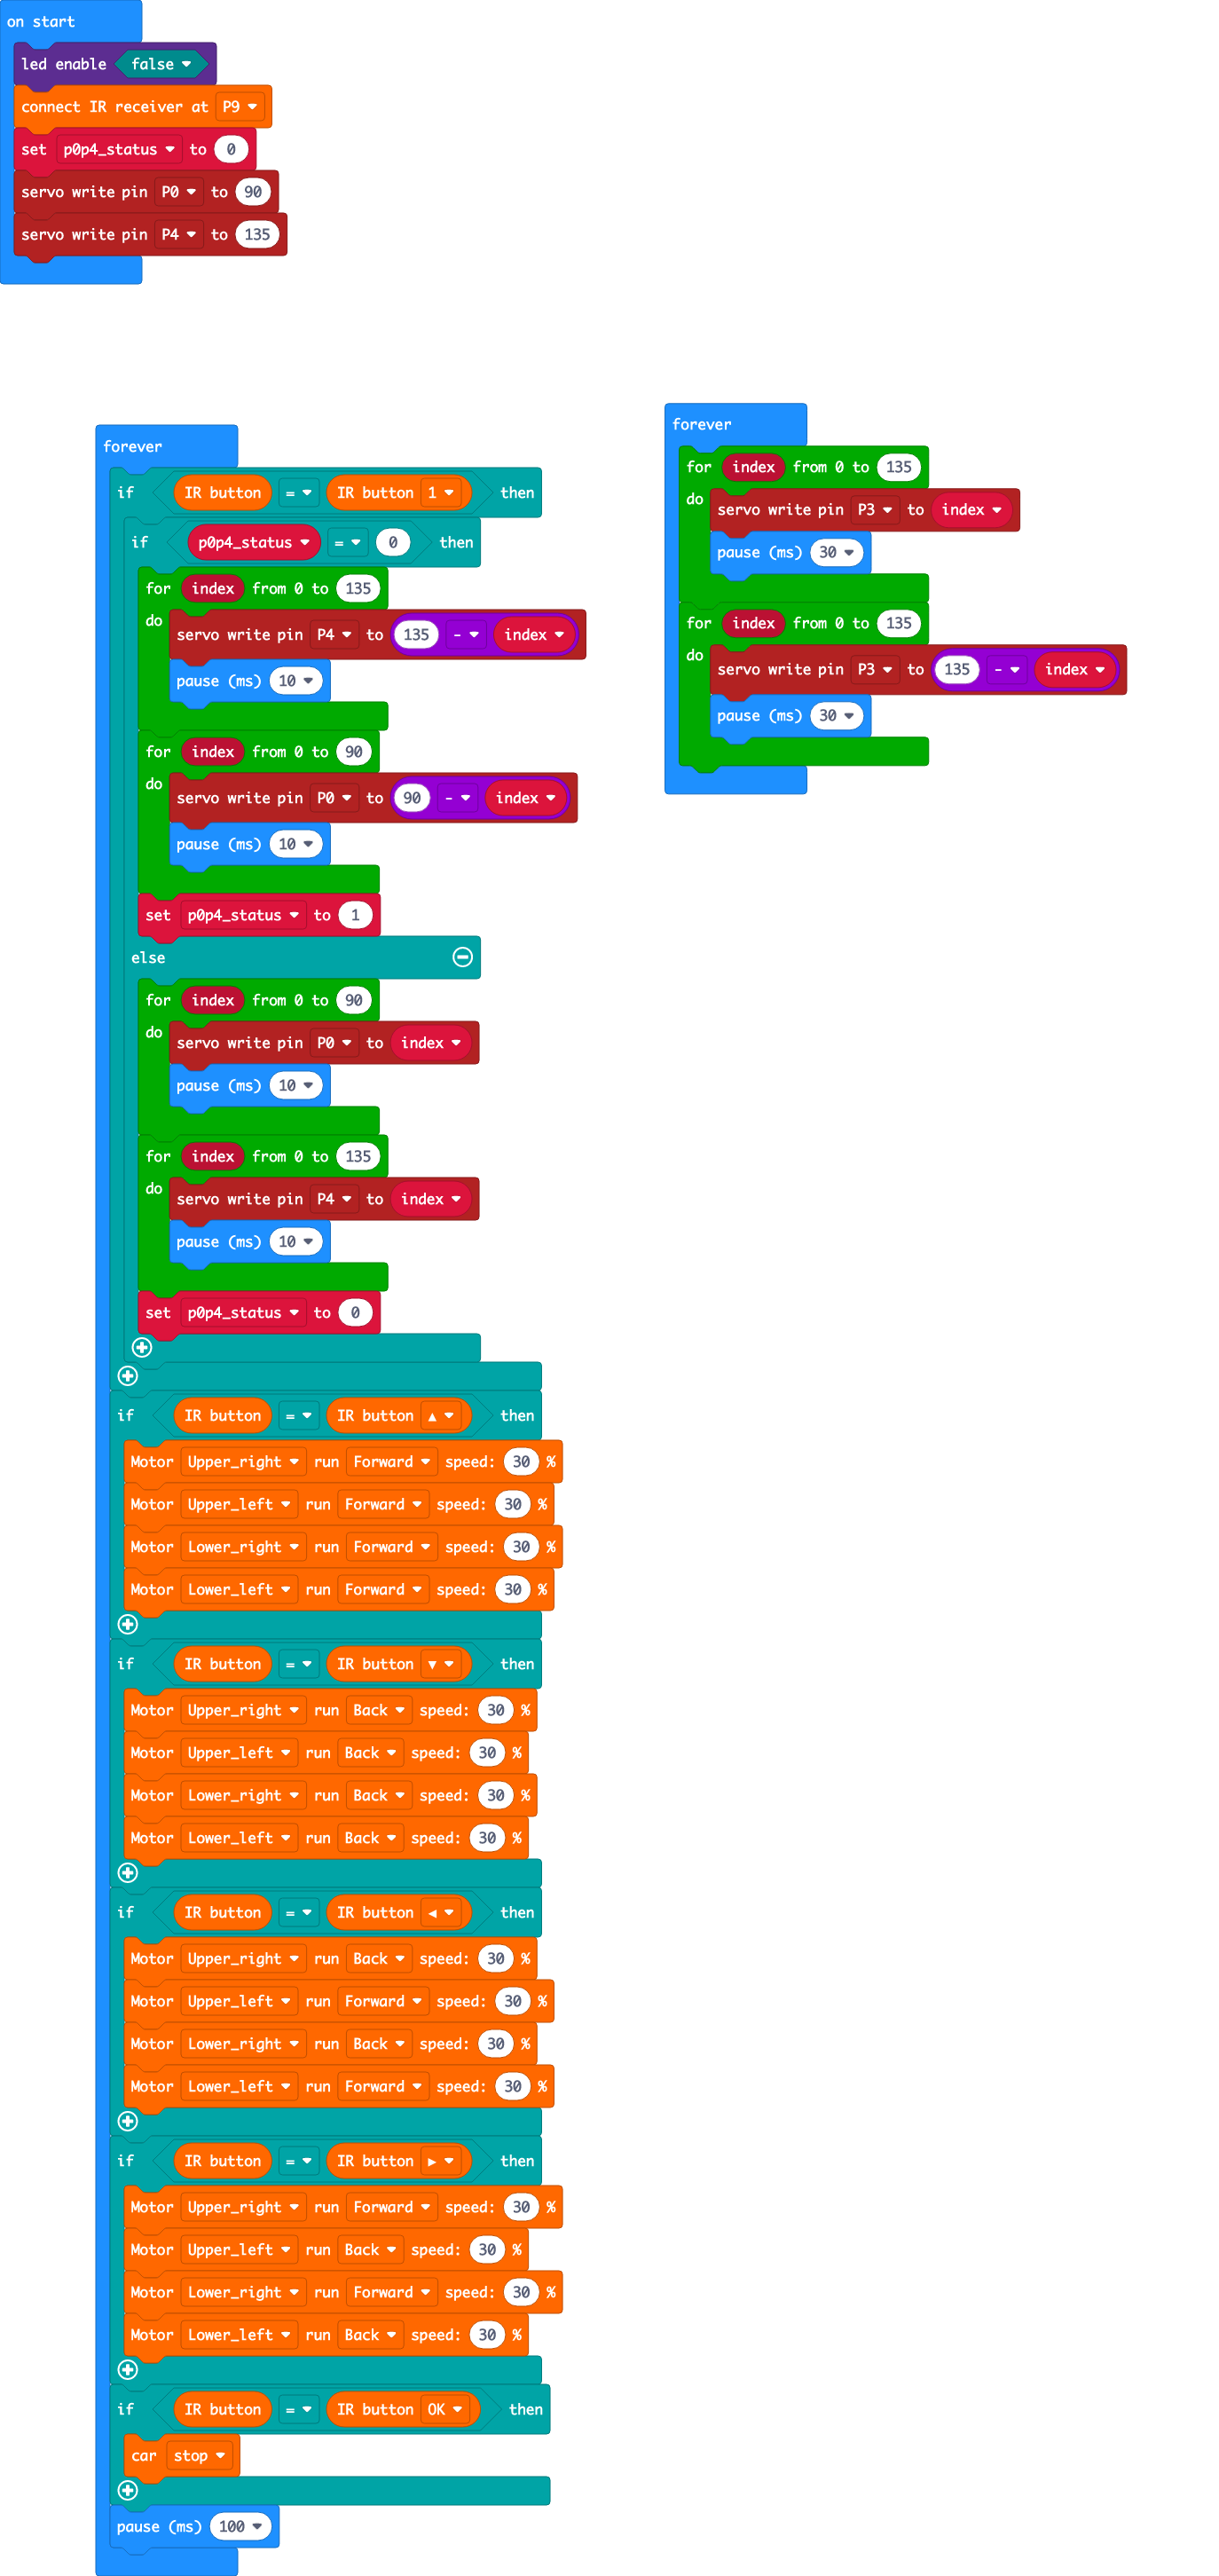 on start
led enable false
connect IR receiver at P9
set p0p4_status to 0
servo write pin P0 to 90
servo write pin P4 to 135
forever
if IR button = IR button 1 then
if p0p4_status = 0 then
for index from 0 to 135
do
servo write pin P4 to 135 - index
pause (ms) 10
for index from 0 to 90
do
servo write pin P0 to 90 - index
pause (ms) 10
set p0p4_status to 1
else
for index from 0 to 90
do
servo write pin P0 to index
pause (ms) 10
for index from 0 to 135
do
servo write pin P4 to index
pause (ms) 10
set p0p4_status to 0
if IR button = IR button ▲ then
Motor Upper_right run Forward speed: 30 %
Motor Upper_left run Forward speed: 30 %
Motor Lower_right run Forward speed: 30 %
Motor Lower_left run Forward speed: 30 %
if IR button = IR button ▼ then
Motor Upper_right run Back speed: 30 %
Motor Upper_left run Back speed: 30 %
Motor Lower_right run Back speed: 30 %
Motor Lower_left run Back speed: 30 %
if IR button = IR button ◀ then
Motor Upper_right run Back speed: 30 %
Motor Upper_left run Forward speed: 30 %
Motor Lower_right run Back speed: 30 %
Motor Lower_left run Forward speed: 30 %
if IR button = IR button ▶ then
Motor Upper_right run Forward speed: 30 %
Motor Upper_left run Back speed: 30 %
Motor Lower_right run Forward speed: 30 %
Motor Lower_left run Back speed: 30 %
if IR button = IR button OK then
car stop
pause (ms) 100
forever
for index from 0 to 135
do
servo write pin P3 to index
pause (ms) 30
for index from 0 to 135
do
servo write pin P3 to 135 - index
pause (ms) 30